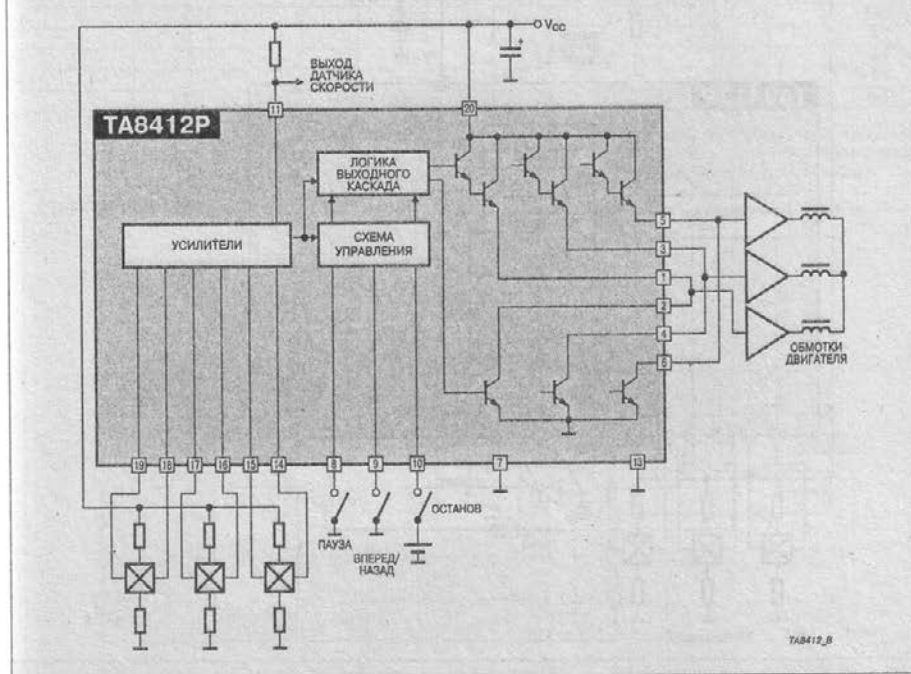 Vcc
ВЫХОД
ДАТЧИКА
СКОРОСТИ
11
20
TA8412P
ЛОГИКА
ВЫХОДНОГО
КАСКАДА
УСИЛИТЕЛИ
СХЕМА
УПРАВЛЕНИЯ
5
3
1
2
4
6
ОБМОТКИ
ДВИГАТЕЛЯ
19
18
17
16
15
14
8
9
10
7
13
ПАУЗА
ВПЕРЕД/
НАЗАД
ОСТАНОВ
TA8412_B